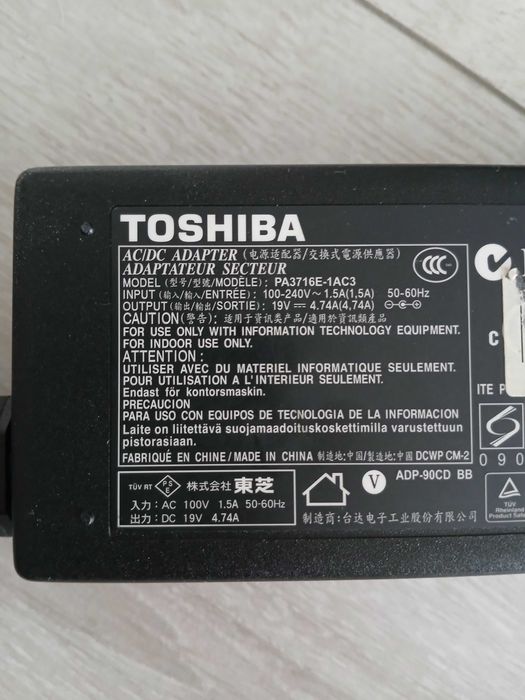 TOSHIBA
AC/DC ADAPTER (电源适配器/交換式電源供應器)
ADAPTATEUR SECTEUR
MODEL (型号/型號/MODÈLE): PA3716E-1AC3
INPUT (输入/輸入/ENTRÉE): 100-240V～1.5A(1,5A) 50-60Hz
OUTPUT(输出/輸出/SORTIE): 19V⎓4.74A(4,74A)
CAUTION(警告): 适用于资讯类产品/適用於資訊類產品
FOR USE ONLY WITH INFORMATION TECHNOLOGY EQUIPMENT.
FOR INDOOR USE ONLY.
ATTENTION :
UTILISER AVEC DU MATERIEL INFORMATIQUE SEULEMENT.
POUR UTILISATION A L'INTERIEUR SEULEMENT.
Endast för kontorsmaskin.
PRECAUCION
PARA USO CON EQUIPOS DE TECNOLOGIA DE LA INFORMACION
Laite on liitettävä suojamaadoituskoskettimilla varustettuun
pistorasiaan.
FABRIQUÉ EN CHINE/MADE IN CHINA 制造地:中国/製造地:中國 DCWP CM-2
CCC
C
ITE P
090
TÜV RT PSE 株式会社 東芝
入力: AC 100V 1.5A 50-60Hz
出力: DC 19V 4.74A
V ADP-90CD BB
制造商:台达电子工业股份有限公司
TÜV
Rheinland
Product Safe